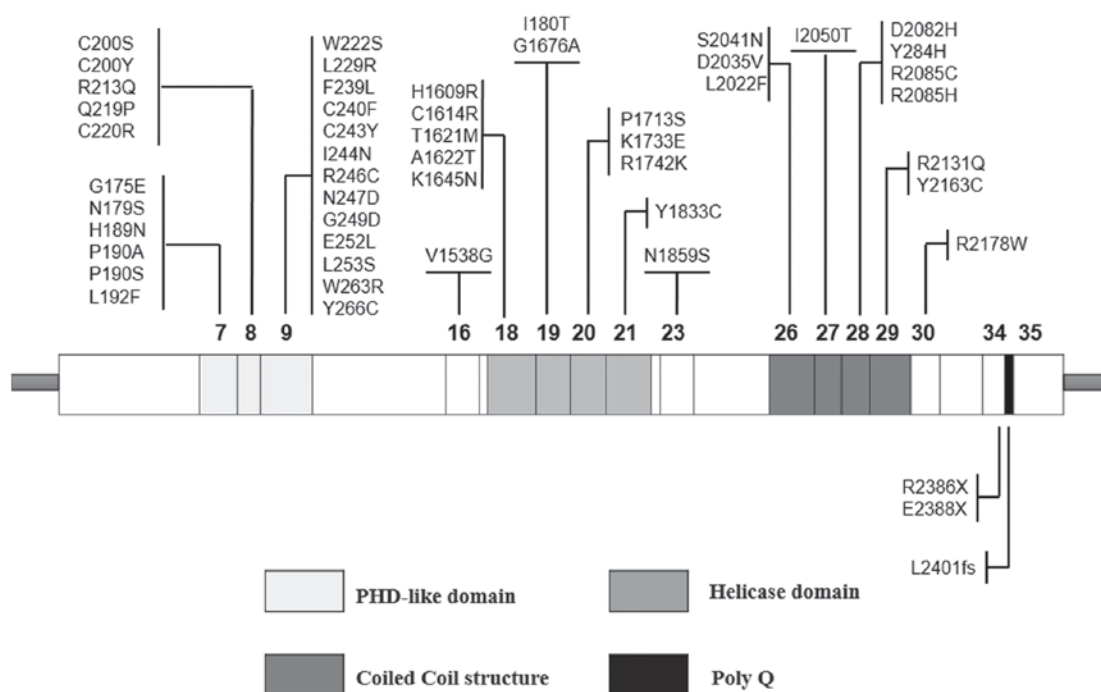 C200S
C200Y
R213Q
Q219P
C220R
G175E
N179S
H189N
P190A
P190S
L192F
W222S
L229R
F239L
C240F
C243Y
I244N
R246C
N247D
G249D
E252L
L253S
W263R
Y266C
V1538G
H1609R
C1614R
T1621M
A1622T
K1645N
I180T
G1676A
P1713S
K1733E
R1742K
Y1833C
N1859S
S2041N
D2035V
L2022F
I2050T
D2082H
Y284H
R2085C
R2085H
R2131Q
Y2163C
R2178W
7 8 9 16 18 19 20 21 23 26 27 28 29 30 34 35
R2386X
E2388X
L2401fs
PHD-like domain
Helicase domain
Coiled Coil structure
Poly Q